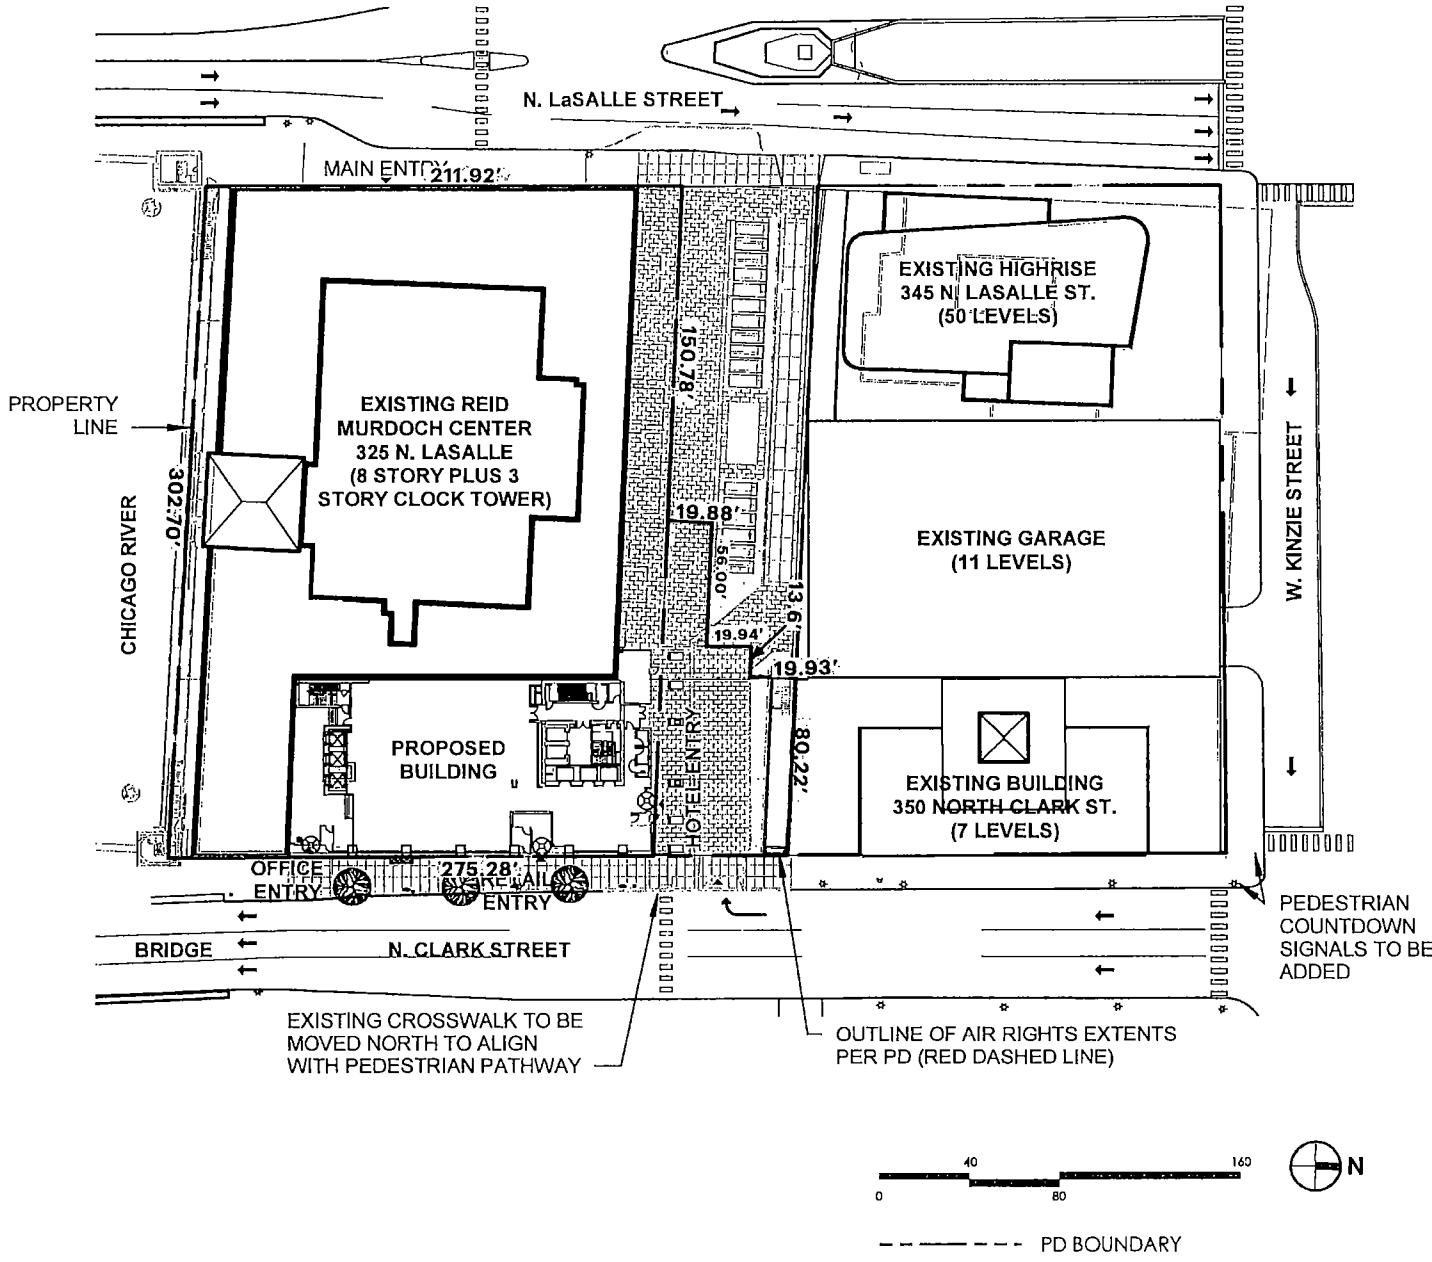 N. LaSALLE STREET
MAIN ENTRY
211.92'
EXISTING HIGHRISE
345 N. LASALLE ST.
(50 LEVELS)
150.78'
PROPERTY
LINE
EXISTING REID
MURDOCH CENTER
325 N. LASALLE
(8 STORY PLUS 3
STORY CLOCK TOWER)
302.70'
CHICAGO RIVER
19.88'
56.00'
EXISTING GARAGE
(11 LEVELS)
W. KINZIE STREET
13.6'
19.94'
19.93'
PROPOSED
BUILDING
HOTEL ENTRY
80.22'
EXISTING BUILDING
350 NORTH CLARK ST.
(7 LEVELS)
OFFICE
ENTRY
275.28'
RETAIL
ENTRY
PEDESTRIAN
COUNTDOWN
SIGNALS TO BE
ADDED
BRIDGE
N. CLARK STREET
EXISTING CROSSWALK TO BE
MOVED NORTH TO ALIGN
WITH PEDESTRIAN PATHWAY
OUTLINE OF AIR RIGHTS EXTENTS
PER PD (RED DASHED LINE)
40
160
0
80
N
PD BOUNDARY